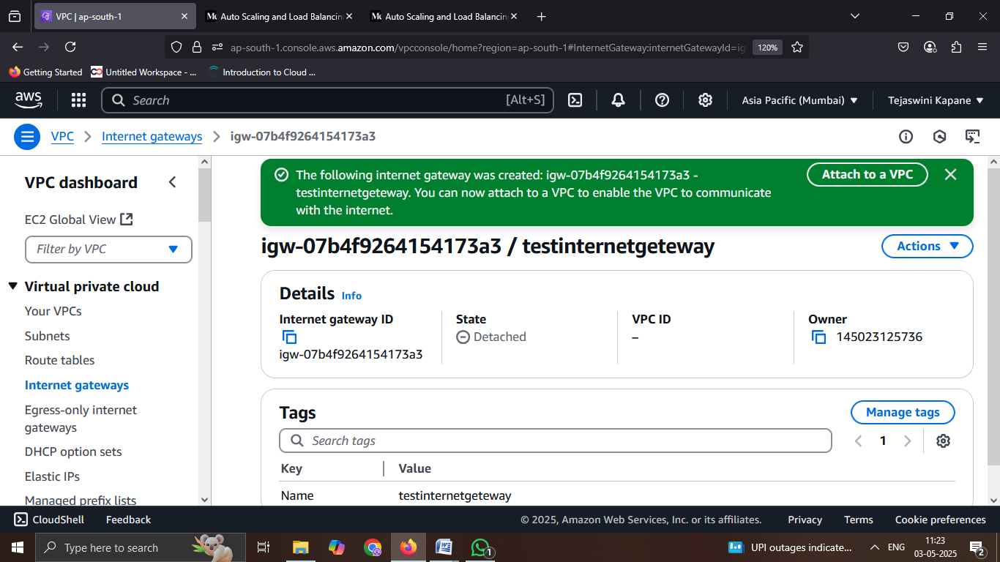 VPC | ap-south-1
Auto Scaling and Load Balancin
Auto Scaling and Load Balancin
ap-south-1.console.aws.amazon.com/vpcconsole/home?region=ap-south-1#InternetGateway:internetGatewayId=ig
120%
Getting Started
Untitled Workspace - ...
Introduction to Cloud ...
aws
Search
[Alt+S]
Asia Pacific (Mumbai)
Tejaswini Kapane
VPC
Internet gateways
igw-07b4f9264154173a3
VPC dashboard
EC2 Global View
Filter by VPC
Virtual private cloud
Your VPCs
Subnets
Route tables
Internet gateways
Egress-only internet
gateways
DHCP option sets
Elastic IPs
Managed prefix lists
The following internet gateway was created: igw-07b4f9264154173a3 -
testinternetgeteway. You can now attach to a VPC to enable the VPC to communicate
with the internet.
Attach to a VPC
igw-07b4f9264154173a3 / testinternetgeteway
Actions
Details Info
Internet gateway ID
igw-07b4f9264154173a3
State
Detached
VPC ID
–
Owner
145023125736
Tags
Manage tags
Search tags
1
Key
Value
Name
testinternetgeteway
CloudShell
Feedback
© 2025, Amazon Web Services, Inc. or its affiliates.
Privacy
Terms
Cookie preferences
Type here to search
1
UPI outages indicate...
ENG
11:23
03-05-2025
2